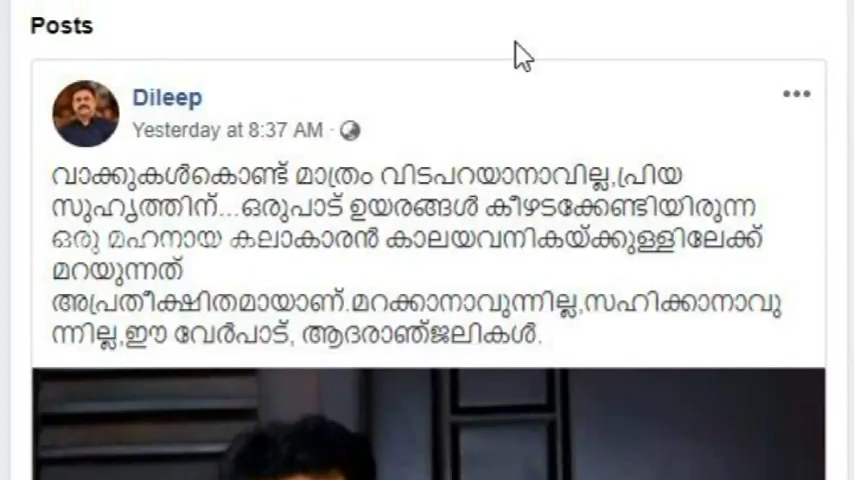 Posts
Dileep
Yesterday at 8:37 AM ·
വാക്കുകൾകൊണ്ട് മാത്രം വിടപറയാനാവില്ല,പ്രിയ
സുഹൃത്തിന്...ഒരുപാട് ഉയരങ്ങൾ കീഴടക്കേണ്ടിയിരുന്ന
ഒരു മഹനായ കലാകാരൻ കാലയവനികയ്ക്കുള്ളിലേക്ക്
മറയുന്നത്
അപ്രതീക്ഷിതമായാണ്.മറക്കാനാവുന്നില്ല,സഹിക്കാനാവു
ന്നില്ല,ഈ വേർപാട്, ആദരാഞ്ജലികൾ.